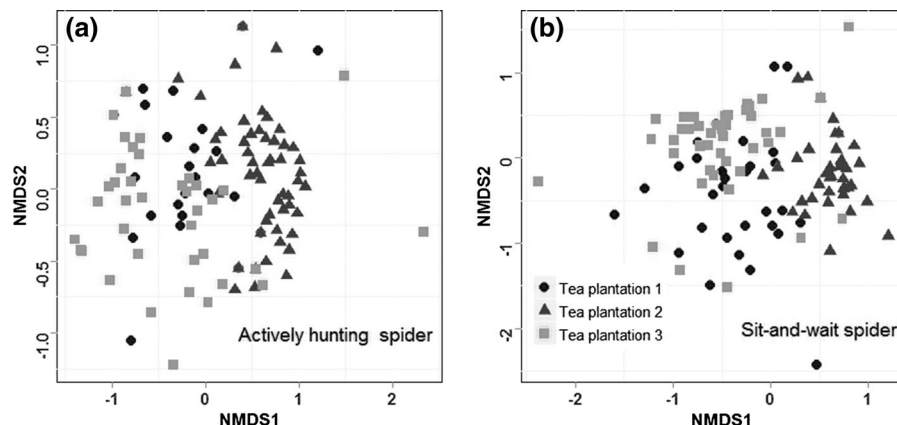 (a)
NMDS2
1.0
0.5
0.0
-0.5
-1.0
Actively hunting spider
-1 0 1 2
NMDS1
(b)
NMDS2
1
0
-1
-2
Tea plantation 1
Tea plantation 2
Tea plantation 3
Sit-and-wait spider
-2 -1 0 1
NMDS1